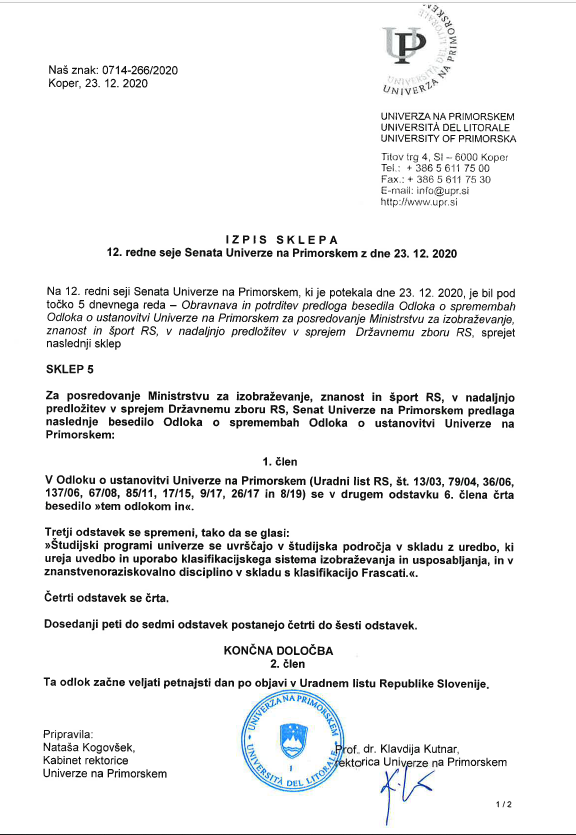 UP
UNIVERZA NA PRIMORSKEM
UNIVERSITÀ DEL LITORALE
Naš znak: 0714-266/2020
Koper, 23. 12. 2020
UNIVERZA NA PRIMORSKEM
UNIVERSITÀ DEL LITORALE
UNIVERSITY OF PRIMORSKA
Titov trg 4, SI – 6000 Koper
Tel.: + 386 5 611 75 00
Fax.: + 386 5 611 75 30
E-mail: info@upr.si
http://www.upr.si
I Z P I S S K L E P A
12. redne seje Senata Univerze na Primorskem z dne 23. 12. 2020
Na 12. redni seji Senata Univerze na Primorskem, ki je potekala dne 23. 12. 2020, je bil pod
točko 5 dnevnega reda – Obravnava in potrditev predloga besedila Odloka o spremembah
Odloka o ustanovitvi Univerze na Primorskem za posredovanje Ministrstvu za izobraževanje,
znanost in šport RS, v nadaljnjo predložitev v sprejem Državnemu zboru RS, sprejet
naslednji sklep
SKLEP 5
Za posredovanje Ministrstvu za izobraževanje, znanost in šport RS, v nadaljnjo
predložitev v sprejem Državnemu zboru RS, Senat Univerze na Primorskem predlaga
naslednje besedilo Odloka o spremembah Odloka o ustanovitvi Univerze na
Primorskem:
1. člen
V Odloku o ustanovitvi Univerze na Primorskem (Uradni list RS, št. 13/03, 79/04, 36/06,
137/06, 67/08, 85/11, 17/15, 9/17, 26/17 in 8/19) se v drugem odstavku 6. člena črta
besedilo »tem odlokom in«.
Tretji odstavek se spremeni, tako da se glasi:
»Študijski programi univerze se uvrščajo v študijska področja v skladu z uredbo, ki
ureja uvedbo in uporabo klasifikacijskega sistema izobraževanja in usposabljanja, in v
znanstvenoraziskovalno disciplino v skladu s klasifikacijo Frascati.«.
Četrti odstavek se črta.
Dosedanji peti do sedmi odstavek postanejo četrti do šesti odstavek.
KONČNA DOLOČBA
2. člen
Ta odlok začne veljati petnajsti dan po objavi v Uradnem listu Republike Slovenije.
UNIVERZA NA PRIMORSKEM
UNIVERSITÀ DEL LITORALE
1
Pripravila:
Nataša Kogovšek,
Kabinet rektorice
Univerze na Primorskem
Prof. dr. Klavdija Kutnar,
rektorica Univerze na Primorskem
1 / 2